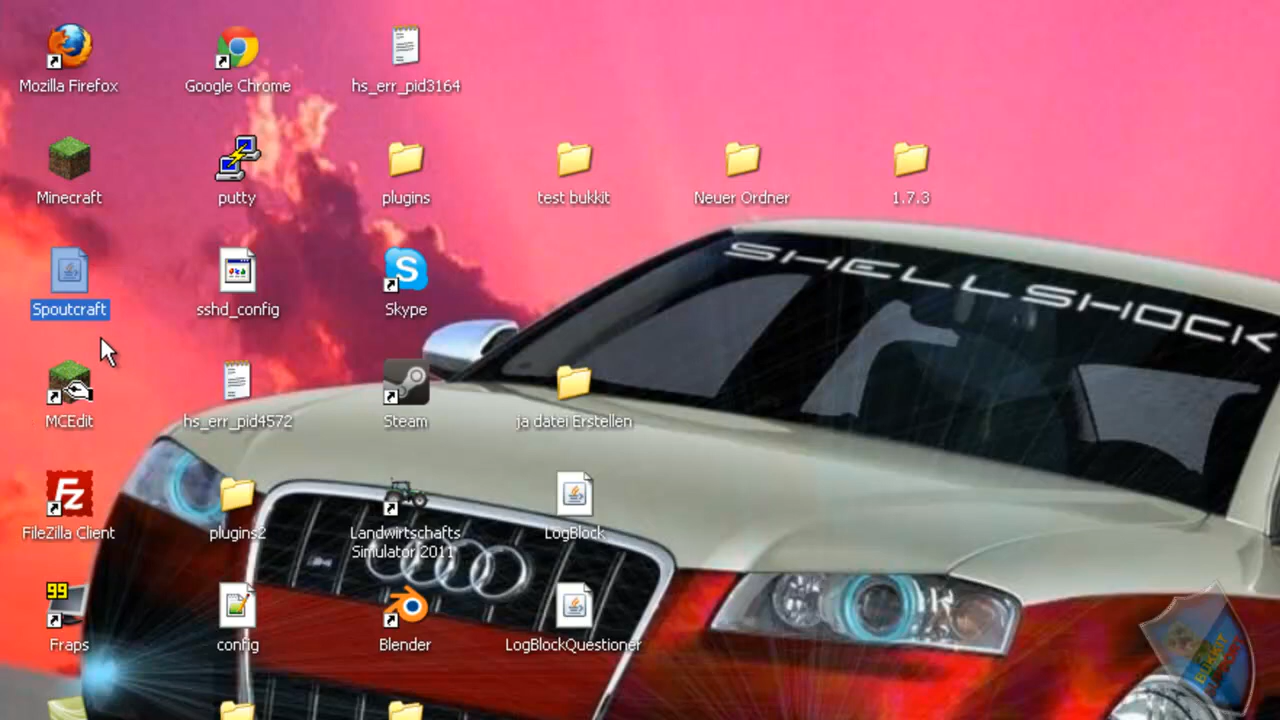 Mozilla Firefox
Google Chrome
hs_err_pid3164
Minecraft
putty
plugins
test bukkit
Neuer Ordner
1.7.3
SHELLSHOCK
Spoutcraft
sshd_config
Skype
MCEdit
hs_err_pid4572
Steam
ja datei Erstellen
FileZilla Client
plugins2
Landwirtschafts
Simulator 2011
LogBlock
99
Fraps
config
Blender
LogBlockQuestioner